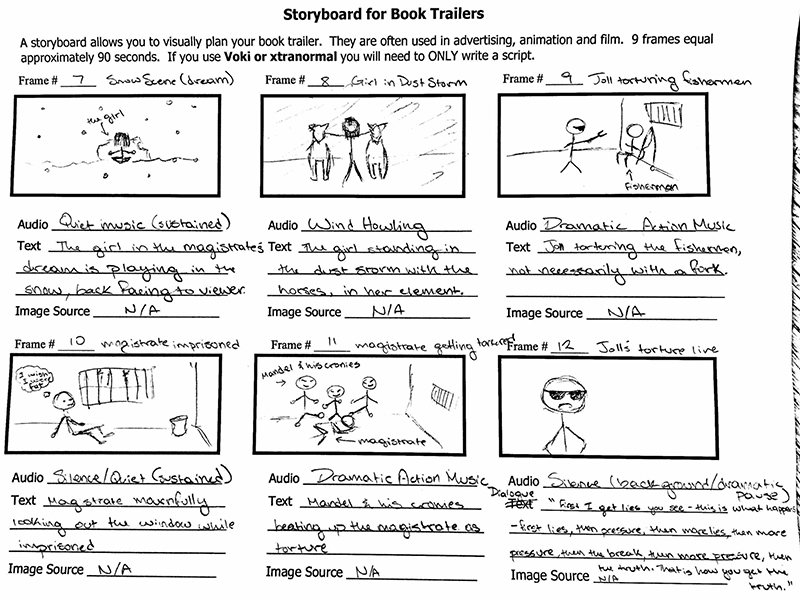 Storyboard for Book Trailers
A storyboard allows you to visually plan your book trailer. They are often used in advertising, animation and film. 9 frames equal
approximately 90 seconds. If you use Voki or xtranormal you will need to ONLY write a script.
Frame # 7 Snow Scene (dream)
the girl
Audio Quiet music (sustained)
Text The girl in the magistrate's
dream is playing in the
snow, back facing to viewer.
Image Source N/A
Frame # 8 Girl in Dust Storm
Audio Wind Howling
Text The girl standing in
the dust storm with the
horses, in her element.
Image Source N/A
Frame # 9 Joll torturing fishermen
Fisherman
Audio Dramatic Action Music
Text Joll torturing the fishermen,
not necessarily with a fork.
Image Source N/A
Frame # 10 magistrate imprisoned
I wish
I were
fat
Audio Silence/Quiet (sustained)
Text Magstrate mournfully
looking out the window while
imprisoned
Image Source N/A
Frame # 11 magistrate getting tortured
Mandel & his cronies
magistrate
Audio Dramatic Action Music
Text Mandel & his cronies
beating up the magistrate as
torture
Image Source N/A
Frame # 12 Joll's torture line
Audio Silence (background/dramatic
pause)
Dialogue
Text "First I get lies you see - this is what happens
- first lies, then pressure, then more lies, then more
pressure, then the break, then more pressure, then
the truth. That is how you get the
truth."
Image Source N/A